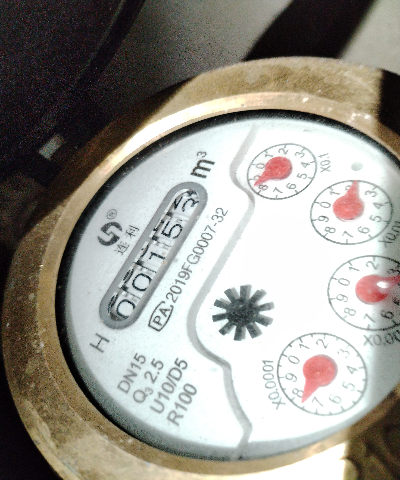 ®
连利
00153
m³
H
PA 2019FG0007-32
DN15
Q₃ 2.5
U10/D5
R100
X0.1
X0.01
X0.0001